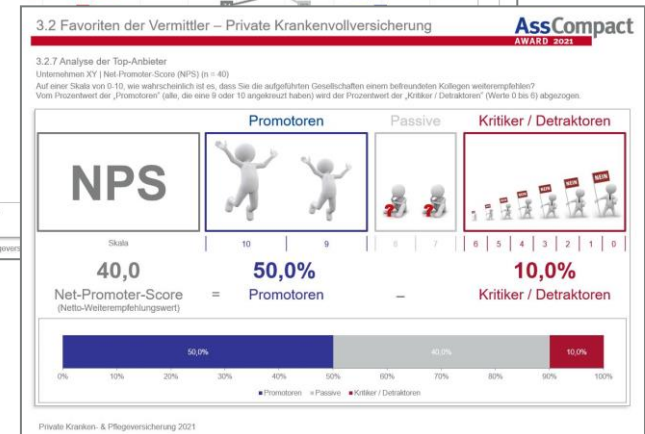 3.2 Favoriten der Vermittler – Private Krankenvollversicherung
AssCompact
AWARD 2021
3.2.7 Analyse der Top-Anbieter
Unternehmen XY | Net-Promoter-Score (NPS) (n = 40)
Auf einer Skala von 0-10, wie wahrscheinlich ist es, dass Sie die aufgeführten Gesellschaften einem befreundeten Kollegen weiterempfehlen?
Vom Prozentwert der „Promotoren“ (alle, die eine 9 oder 10 angekreuzt haben) wird der Prozentwert der „Kritiker / Detraktoren“ (Werte 0 bis 6) abgezogen.
Promotoren Passive Kritiker / Detraktoren
NPS
NEIN NEIN NEIN NEIN
Skala 10 9 8 7 6 5 4 3 2 1 0
40,0 50,0% 10,0%
Net-Promoter-Score = Promotoren – Kritiker / Detraktoren
(Netto-Weiterempfehlungswert)
50,0% 40,0% 10,0%
0% 10% 20% 30% 40% 50% 60% 70% 80% 90% 100%
Promotoren Passive Kritiker / Detraktoren
Private Kranken- & Pflegeversicherung 2021